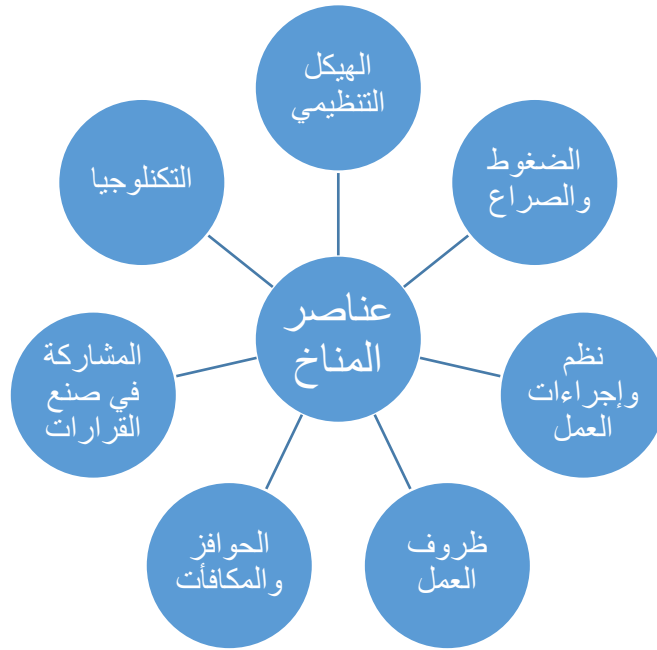 الهيكل
التنظيمي
الضغوط
والصراع
نظم
وإجراءات
العمل
ظروف
العمل
الحوافز
والمكافأت
المشاركة
في صنع
القرارات
التكنلوجيا
عناصر
المناخ